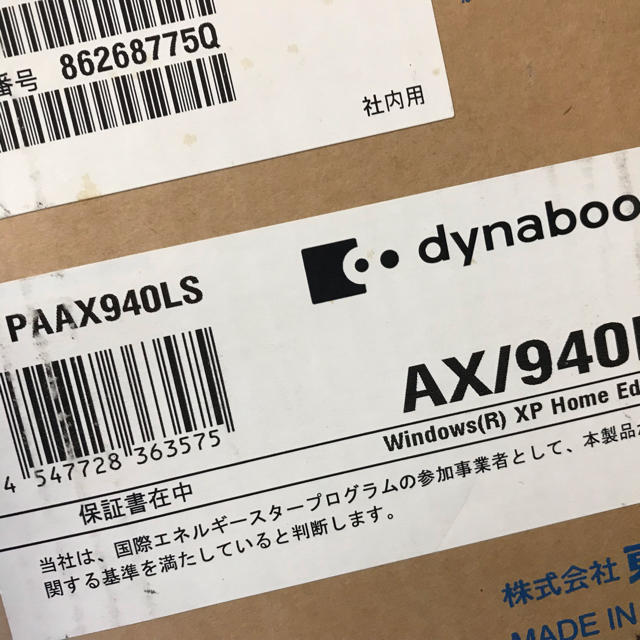 番号 86268775Q
社内用
dynaboo
PAAX940LS
AX/940
Windows(R) XP Home Ed
4 547728 363575
保証書在中
当社は、国際エネルギースタープログラムの参加事業者として、本製品が
関する基準を満たしていると判断します。
株式会社
MADE IN